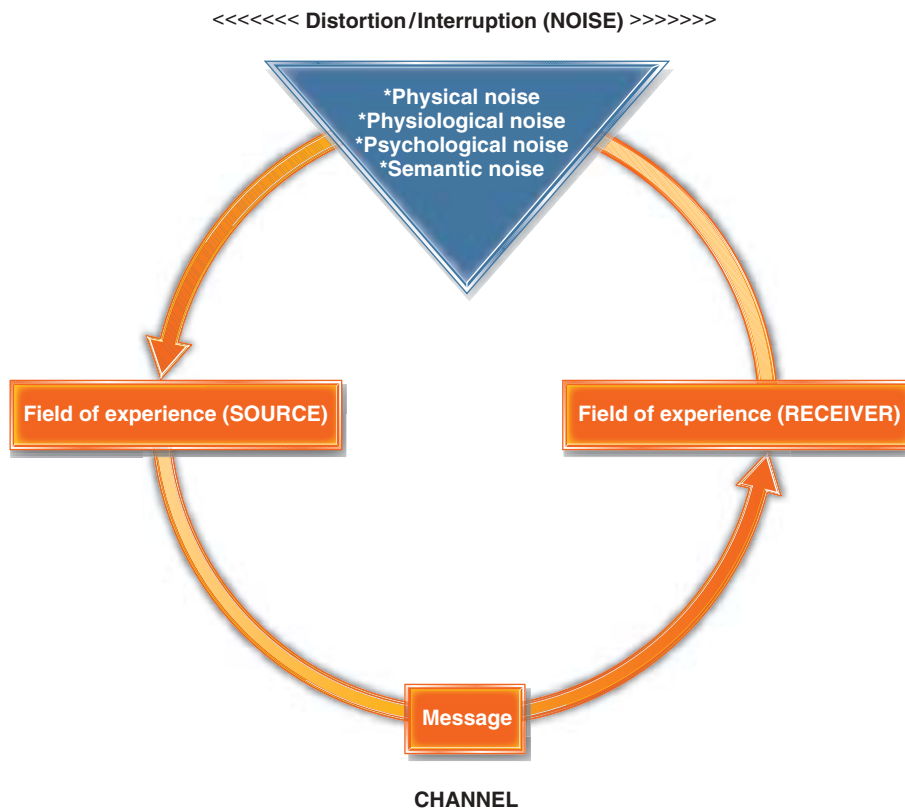 <<<<<<< Distortion/Interruption (NOISE) >>>>>>>
*Physical noise
*Physiological noise
*Psychological noise
*Semantic noise
Field of experience (SOURCE)
Field of experience (RECEIVER)
Message
CHANNEL